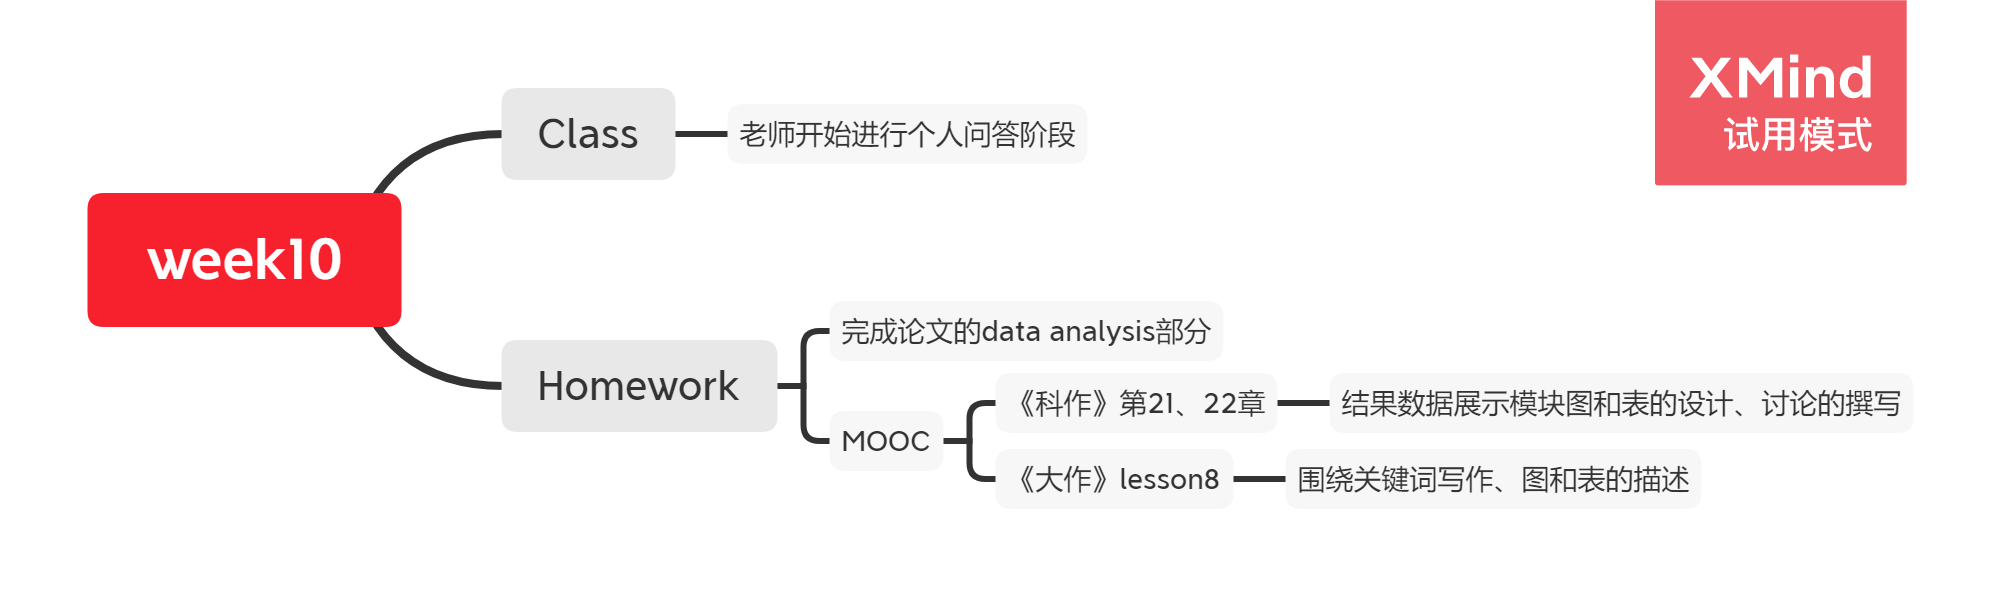 XMind
试用模式
week10
Class
老师开始进行个人问答阶段
Homework
完成论文的data analysis部分
MOOC
《科作》第21、22章
结果数据展示模块图和表的设计、讨论的撰写
《大作》lesson8
围绕关键词写作、图和表的描述